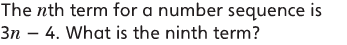 The nth term for a number sequence is
3n − 4. What is the ninth term?